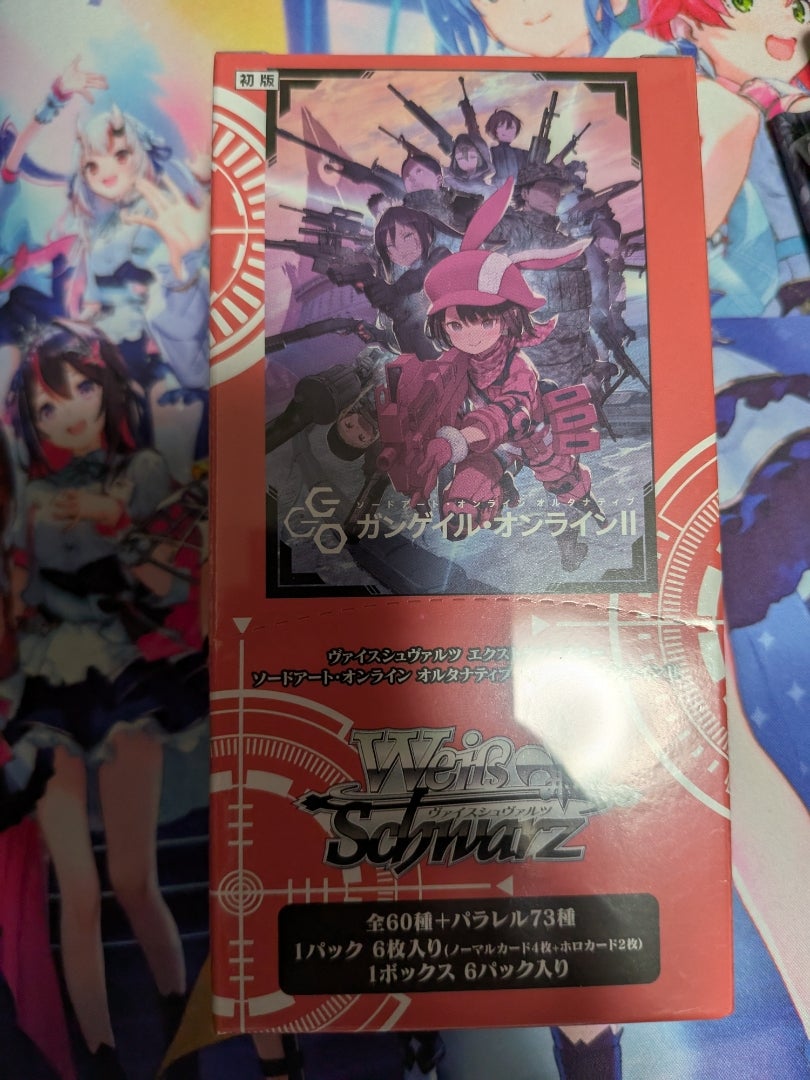 初版
GGO
ソードアート・オンライン オルタナティブ
ガンゲイル・オンラインII
ヴァイスシュヴァルツ エクス
ソードアート・オンライン オルタナティブ
Weiß
ヴァイスシュヴァルツ
Schwarz
全60種+パラレル73種
1パック 6枚入り(ノーマルカード4枚+ホロカード2枚)
1ボックス 6パック入り